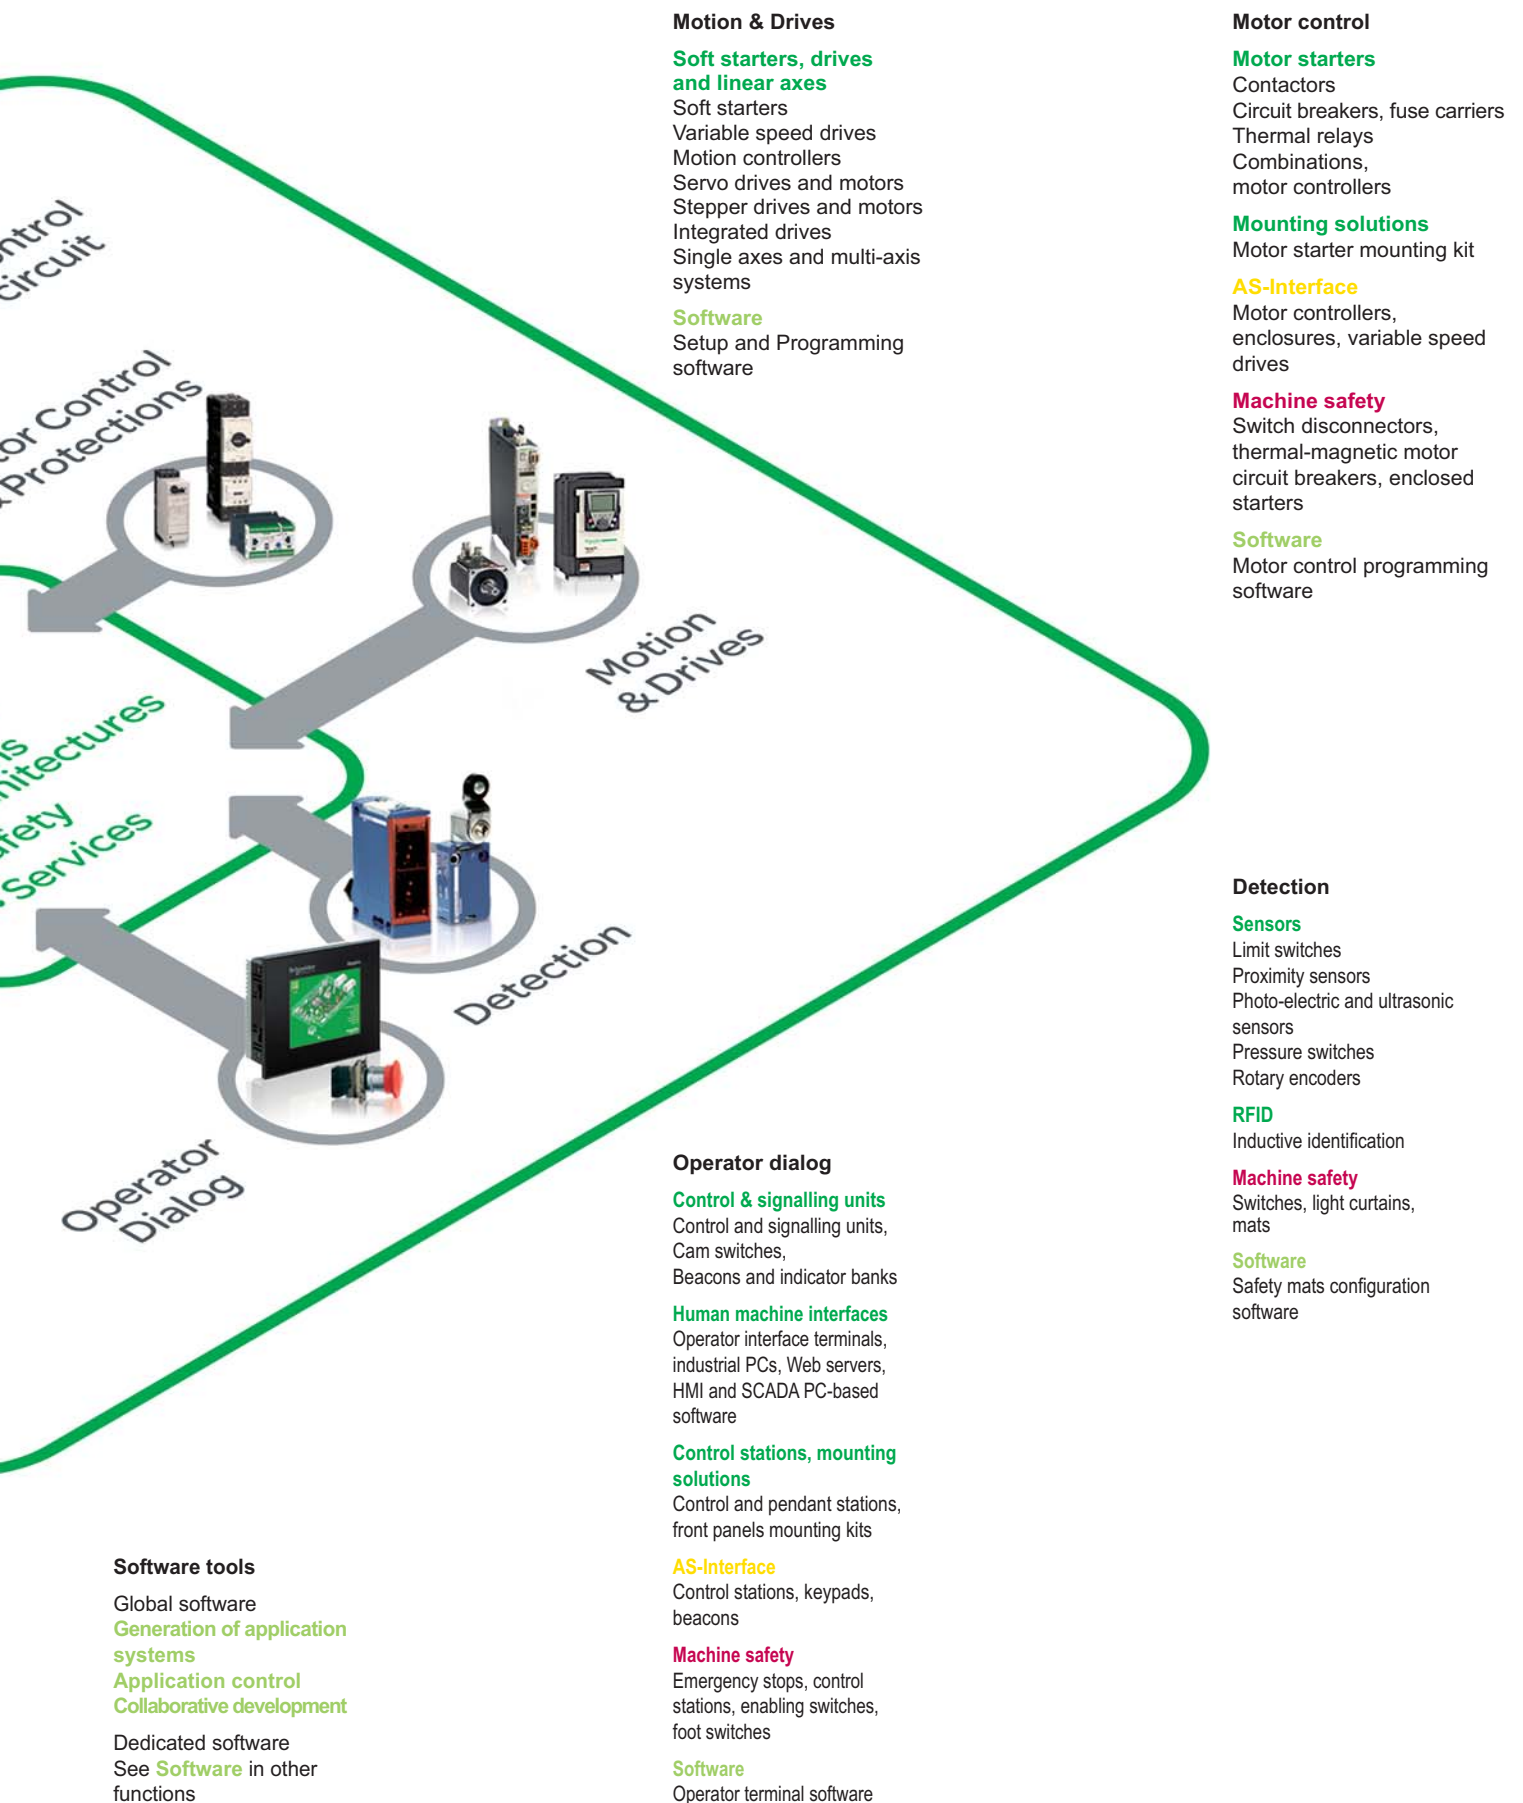 Motion & Drives
Soft starters, drives
and linear axes
Soft starters
Variable speed drives
Motion controllers
Servo drives and motors
Stepper drives and motors
Integrated drives
Single axes and multi-axis
systems
Software
Setup and Programming
software
Motor control
Motor starters
Contactors
Circuit breakers, fuse carriers
Thermal relays
Combinations,
motor controllers
Mounting solutions
Motor starter mounting kit
AS-Interface
Motor controllers,
enclosures, variable speed
drives
Machine safety
Switch disconnectors,
thermal-magnetic motor
circuit breakers, enclosed
starters
Software
Motor control programming
software
ntrol
circuit
or Control
Protections
Motion
& Drives
s
hitectures
fety
Services
Detection
Operator
Dialog
Detection
Sensors
Limit switches
Proximity sensors
Photo-electric and ultrasonic
sensors
Pressure switches
Rotary encoders
RFID
Inductive identification
Machine safety
Switches, light curtains,
mats
Software
Safety mats configuration
software
Operator dialog
Control & signalling units
Control and signalling units,
Cam switches,
Beacons and indicator banks
Human machine interfaces
Operator interface terminals,
industrial PCs, Web servers,
HMI and SCADA PC-based
software
Control stations, mounting
solutions
Control and pendant stations,
front panels mounting kits
AS-Interface
Control stations, keypads,
beacons
Machine safety
Emergency stops, control
stations, enabling switches,
foot switches
Software
Operator terminal software
Software tools
Global software
Generation of application
systems
Application control
Collaborative development
Dedicated software
See Software in other
functions